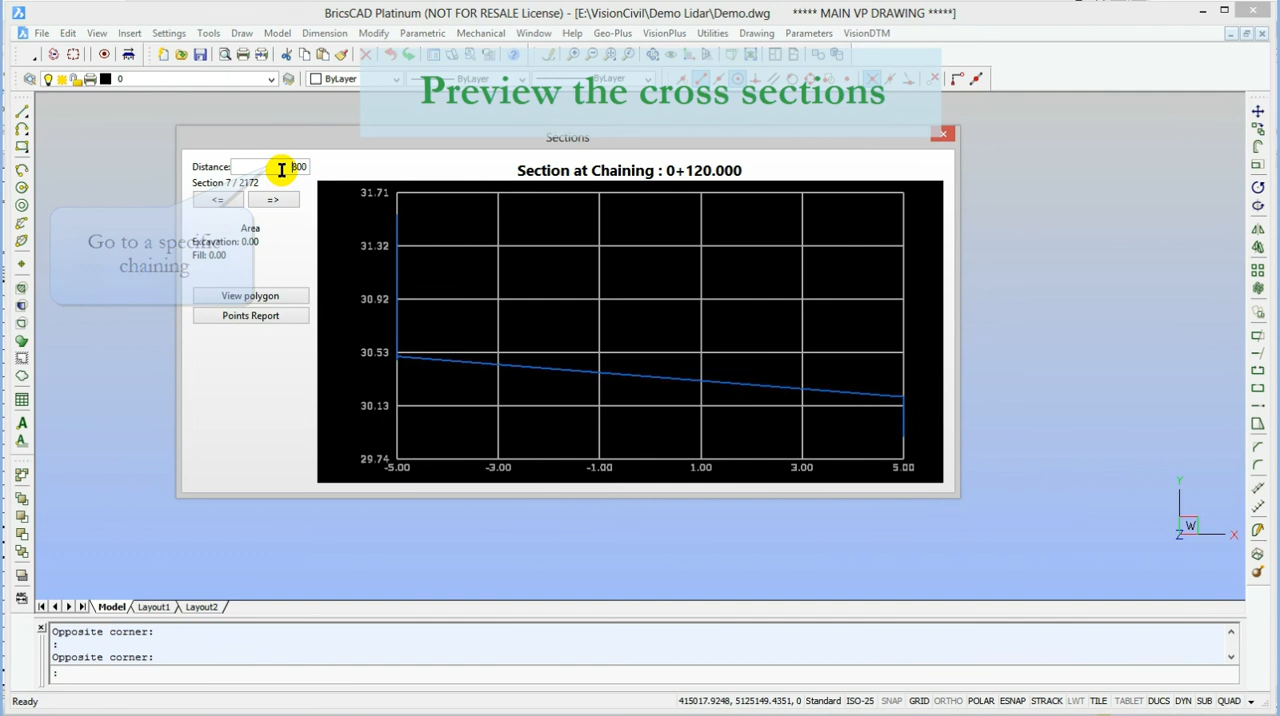 BricsCAD Platinum (NOT FOR RESALE License) - [E:\VisionCivil\Demo Lidar\Demo.dwg ***** MAIN VP DRAWING *****]
File Edit View Insert Settings Tools Draw Model Dimension Modify Parametric Mechanical Window Help Geo-Plus VisionPlus Utilities Drawing Parameters VisionDTM
0 ByLayer ByLayer ByLayer
Preview the cross sections
Sections
Distance: 800
Section 7 / 2172
<= =>
Area
Excavation: 0.00
Fill: 0.00
Go to a specific
chaining
View polygon
Points Report
Section at Chaining : 0+120.000
31.71
31.32
30.92
30.53
30.13
29.74
-5.00 -3.00 -1.00 1.00 3.00 5.00
Y
W
Z X
Model Layout1 Layout2
Opposite corner:
:
Opposite corner:
:
Ready 415017.9248, 5125149.4351, 0 Standard ISO-25 SNAP GRID ORTHO POLAR ESNAP STRACK LWT TILE TABLET DUCS DYN SUB QUAD